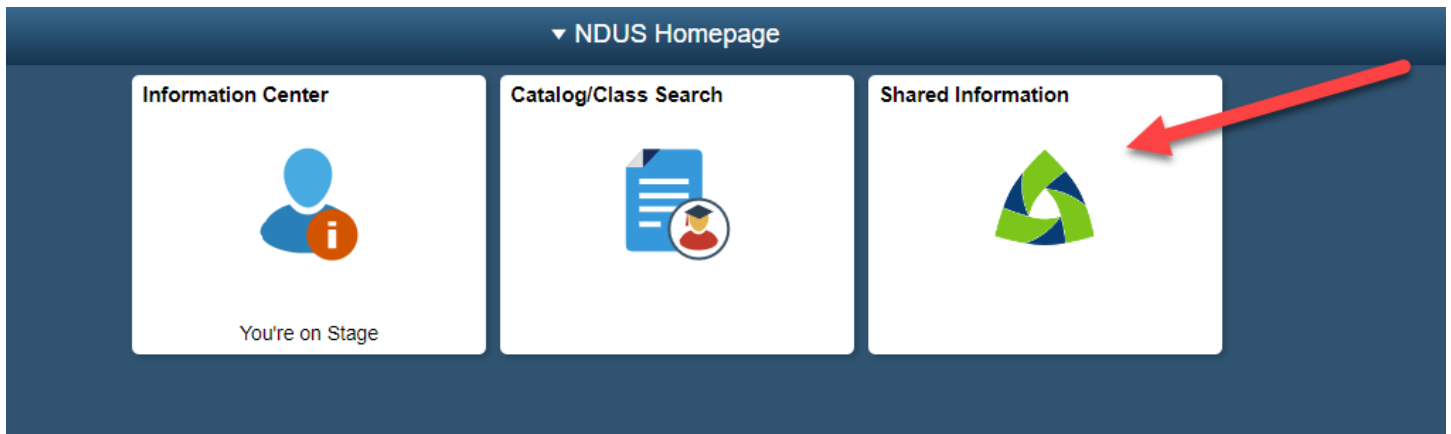 NDUS Homepage
Information Center
Catalog/Class Search
Shared Information
i
You're on Stage